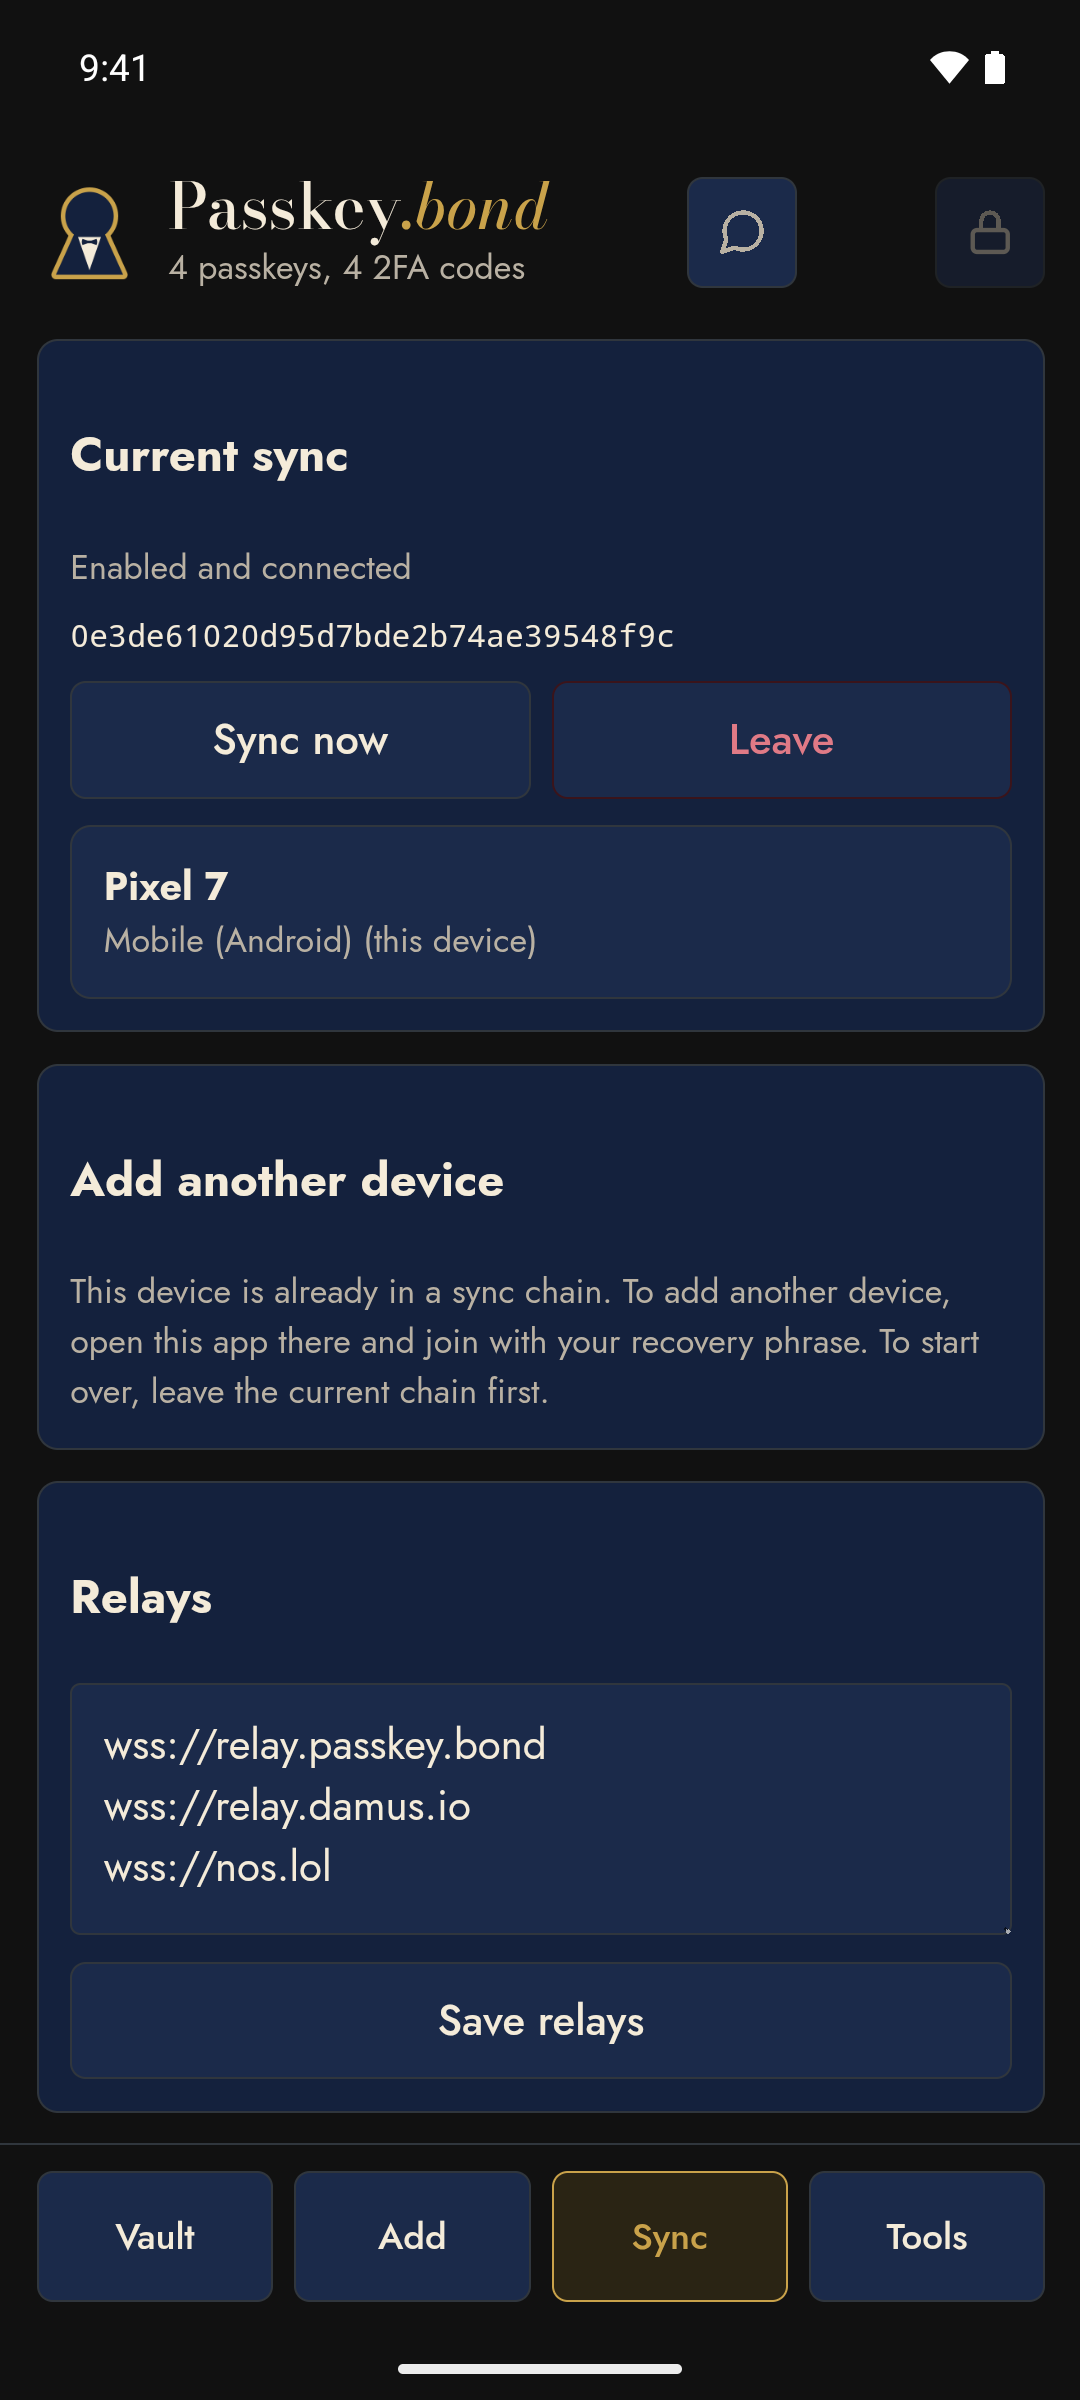 9:41
Passkey.bond
4 passkeys, 4 2FA codes
Current sync
Enabled and connected
0e3de61020d95d7bde2b74ae39548f9c
Sync now
Leave
Pixel 7
Mobile (Android) (this device)
Add another device
This device is already in a sync chain. To add another device,
open this app there and join with your recovery phrase. To start
over, leave the current chain first.
Relays
wss://relay.passkey.bond
wss://relay.damus.io
wss://nos.lol
Save relays
Vault
Add
Sync
Tools